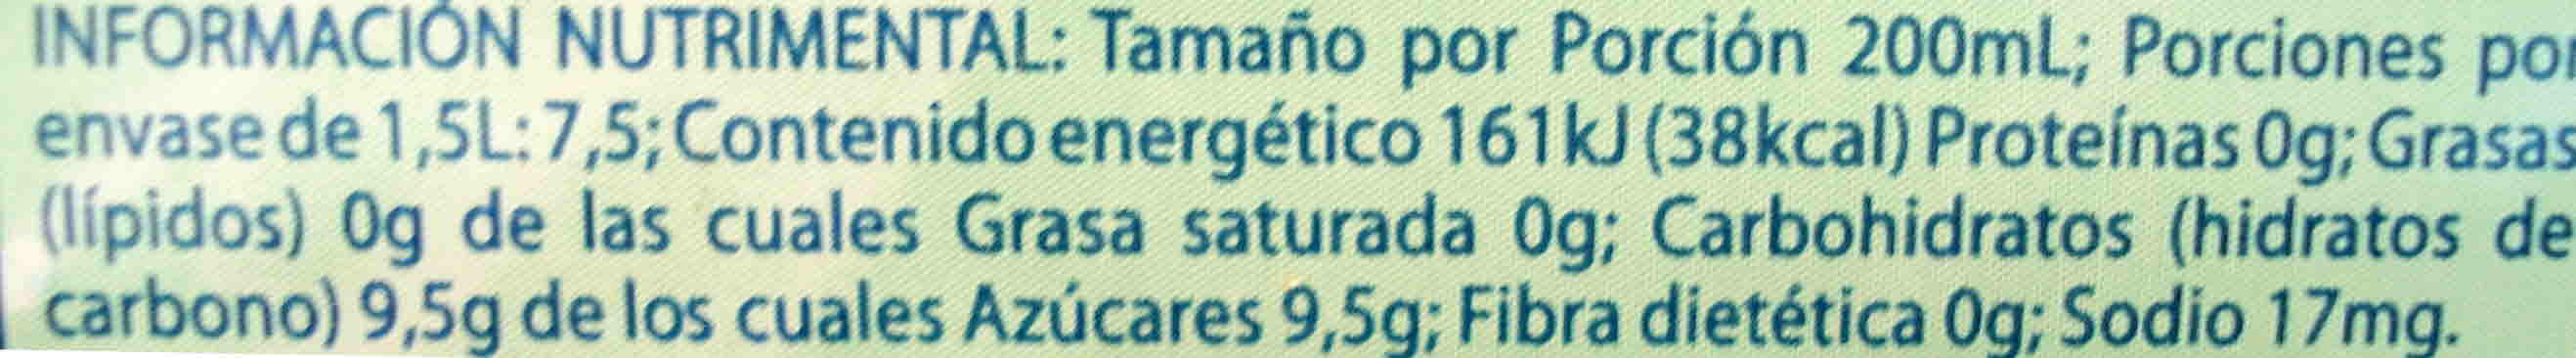 INFORMACIÓN NUTRIMENTAL: Tamaño por Porción 200mL; Porciones por
envase de 1,5L: 7,5; Contenido energético 161kJ (38kcal) Proteínas 0g; Grasas
(lípidos) 0g de las cuales Grasa saturada 0g; Carbohidratos (hidratos de
carbono) 9,5g de los cuales Azúcares 9,5g; Fibra dietética 0g; Sodio 17mg.